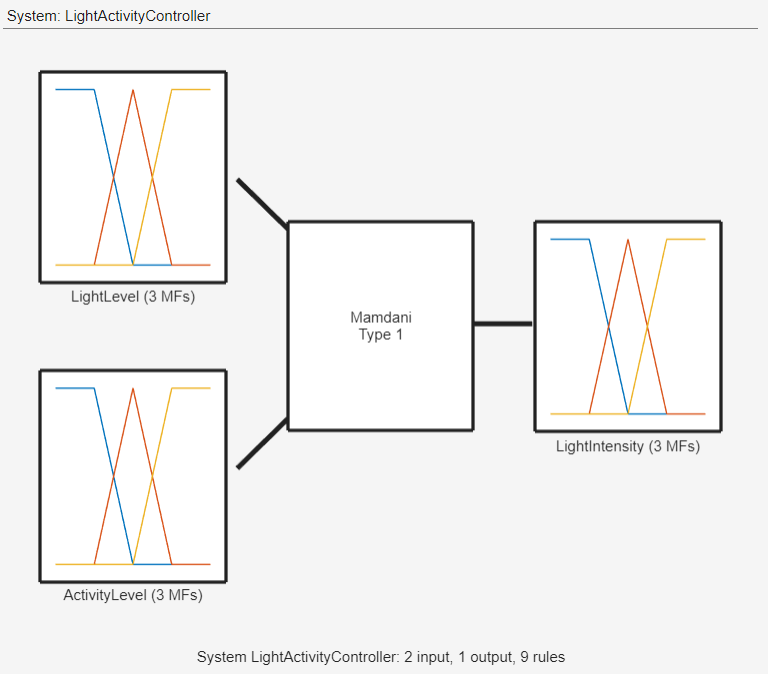 System: LightActivityController
LightLevel (3 MFs)
Mamdani
Type 1
LightIntensity (3 MFs)
ActivityLevel (3 MFs)
System LightActivityController: 2 input, 1 output, 9 rules